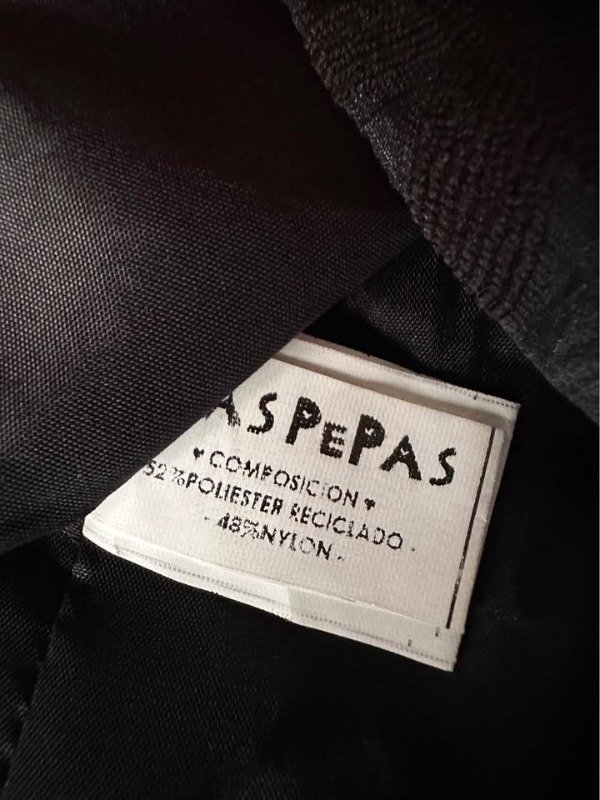 ASPEPAS
♥ COMPOSICION ♥
52%POLIESTER RECICLADO -
- 48%NYLON -